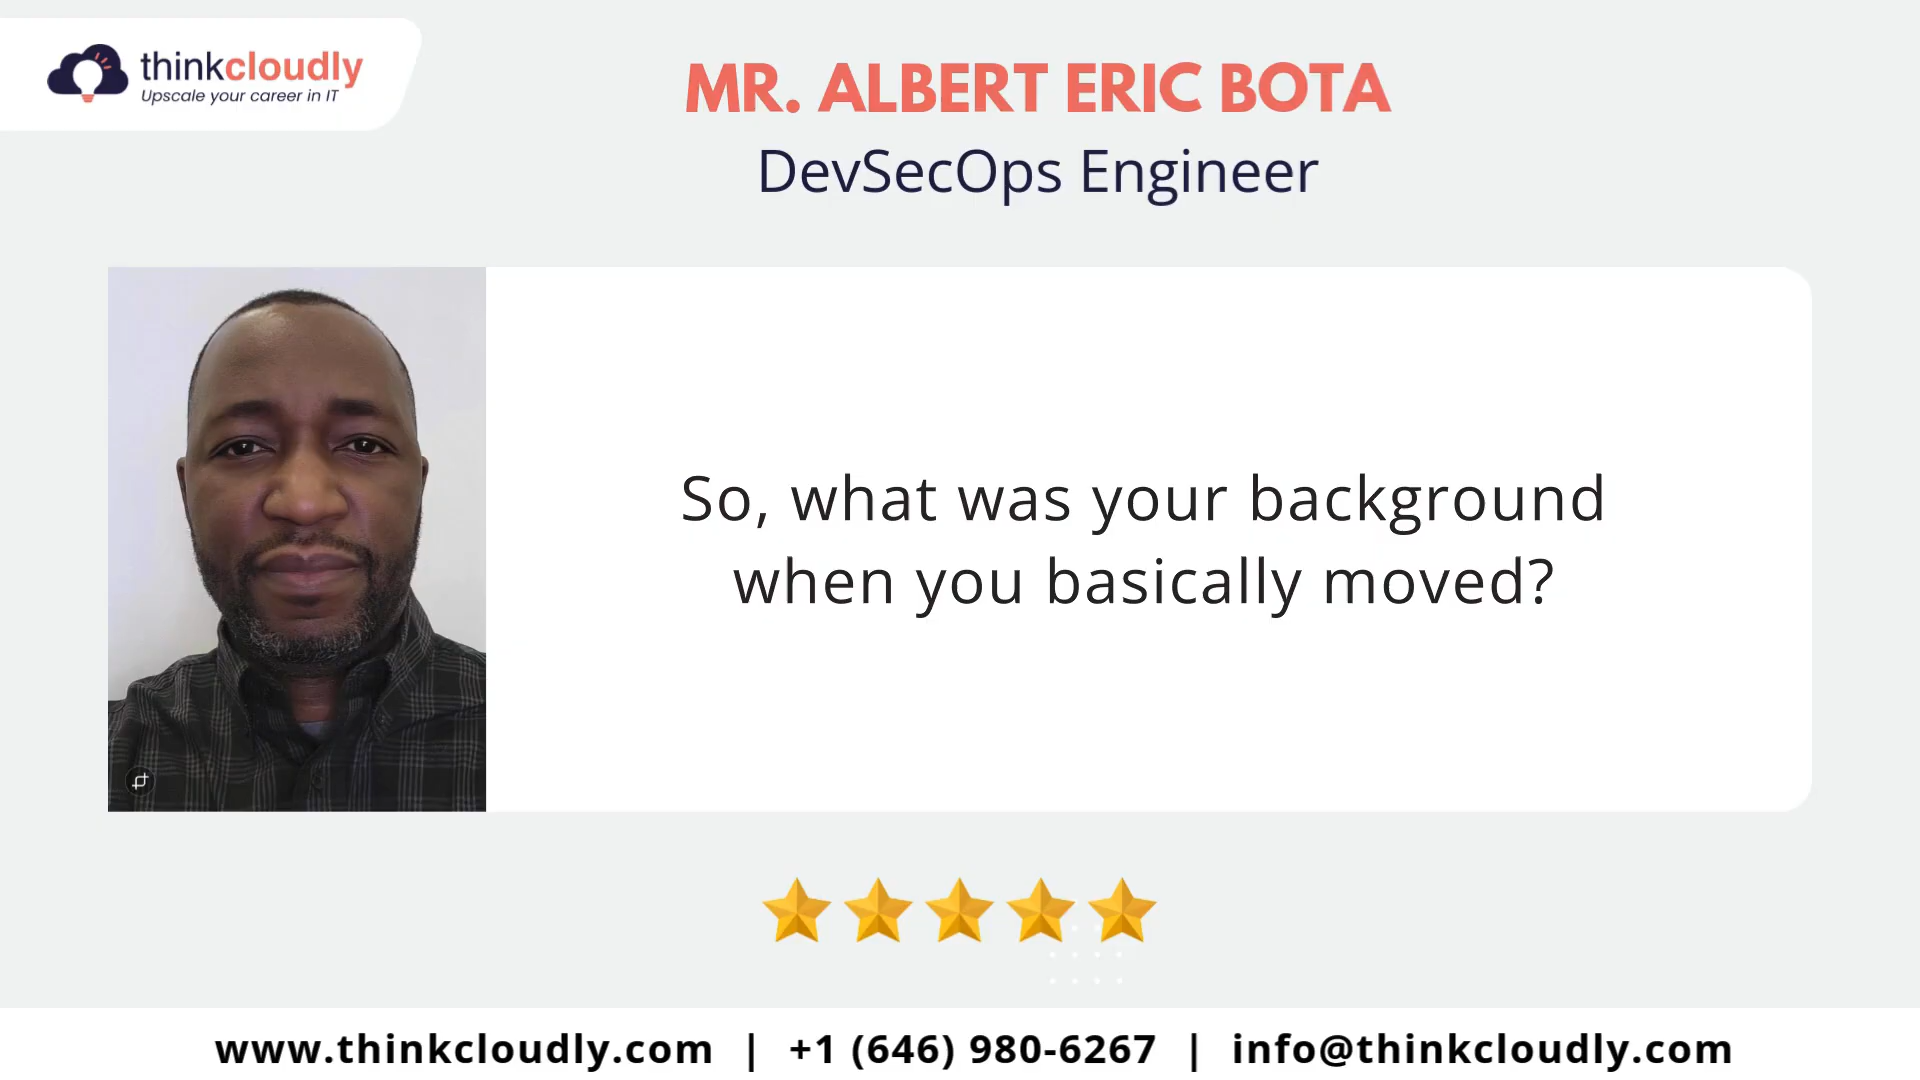 thinkcloudly
Upscale your career in IT
MR. ALBERT ERIC BOTA
DevSecOps Engineer
So, what was your background
when you basically moved?
www.thinkcloudly.com | +1 (646) 980-6267 | info@thinkcloudly.com